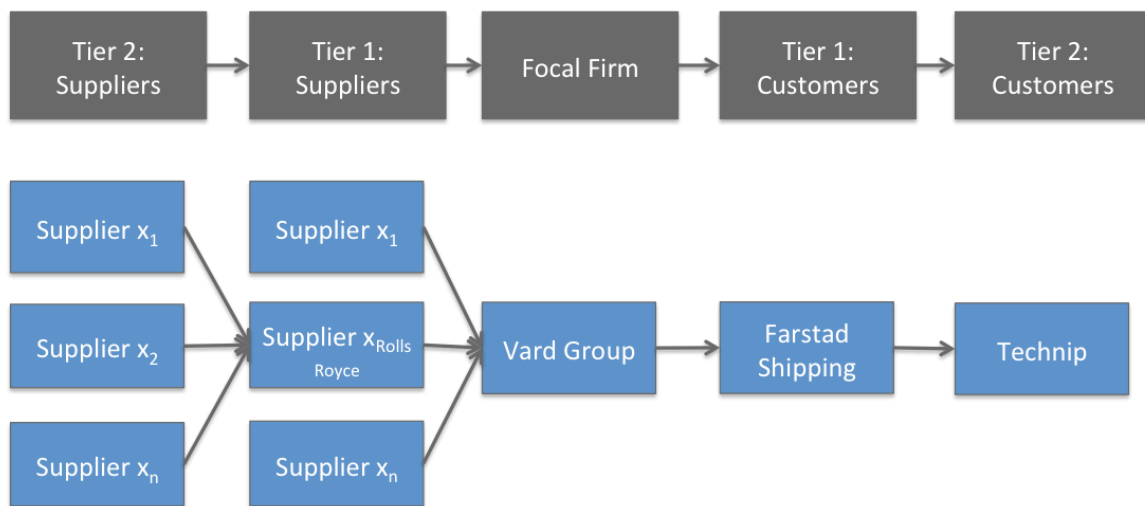 Tier 2:
Suppliers
Tier 1:
Suppliers
Focal Firm
Tier 1:
Customers
Tier 2:
Customers
Supplier x₁
Supplier x₁
Supplier x₂
Supplier x_Rolls
Royce
Vard Group
Farstad
Shipping
Technip
Supplier xₙ
Supplier xₙ